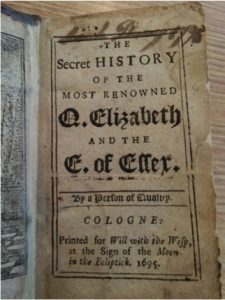 THE
Secret HISTORY
OF THE
MOST RENOWNED
Q. Elizabeth
AND THE
E. of Essex.
By a Person of Quality.
COLOGNE:
Printed for Will with the Wisp,
at the Sign of the Moon
in the Ecliptick. 1695.